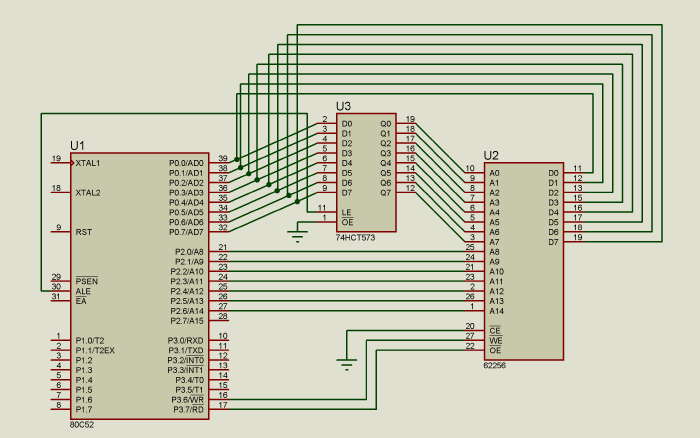 U1
19 XTAL1
18 XTAL2
9 RST
29 PSEN
30 ALE
31 EA
1 P1.0/T2
2 P1.1/T2EX
3 P1.2
4 P1.3
5 P1.4
6 P1.5
7 P1.6
8 P1.7
P0.0/AD0 39
P0.1/AD1 38
P0.2/AD2 37
P0.3/AD3 36
P0.4/AD4 35
P0.5/AD5 34
P0.6/AD6 33
P0.7/AD7 32
P2.0/A8 21
P2.1/A9 22
P2.2/A10 23
P2.3/A11 24
P2.4/A12 25
P2.5/A13 26
P2.6/A14 27
P2.7/A15 28
P3.0/RXD 10
P3.1/TXD 11
P3.2/INT0 12
P3.3/INT1 13
P3.4/T0 14
P3.5/T1 15
P3.6/WR 16
P3.7/RD 17
80C52
U3
2 D0 Q0 19
3 D1 Q1 18
4 D2 Q2 17
5 D3 Q3 16
6 D4 Q4 15
7 D5 Q5 14
8 D6 Q6 13
9 D7 Q7 12
11 LE
1 OE
74HCT573
U2
10 A0 D0 11
9 A1 D1 12
8 A2 D2 13
7 A3 D3 15
6 A4 D4 16
5 A5 D5 17
4 A6 D6 18
3 A7 D7 19
25 A8
24 A9
21 A10
23 A11
2 A12
26 A13
1 A14
20 CE
27 WE
22 OE
62256